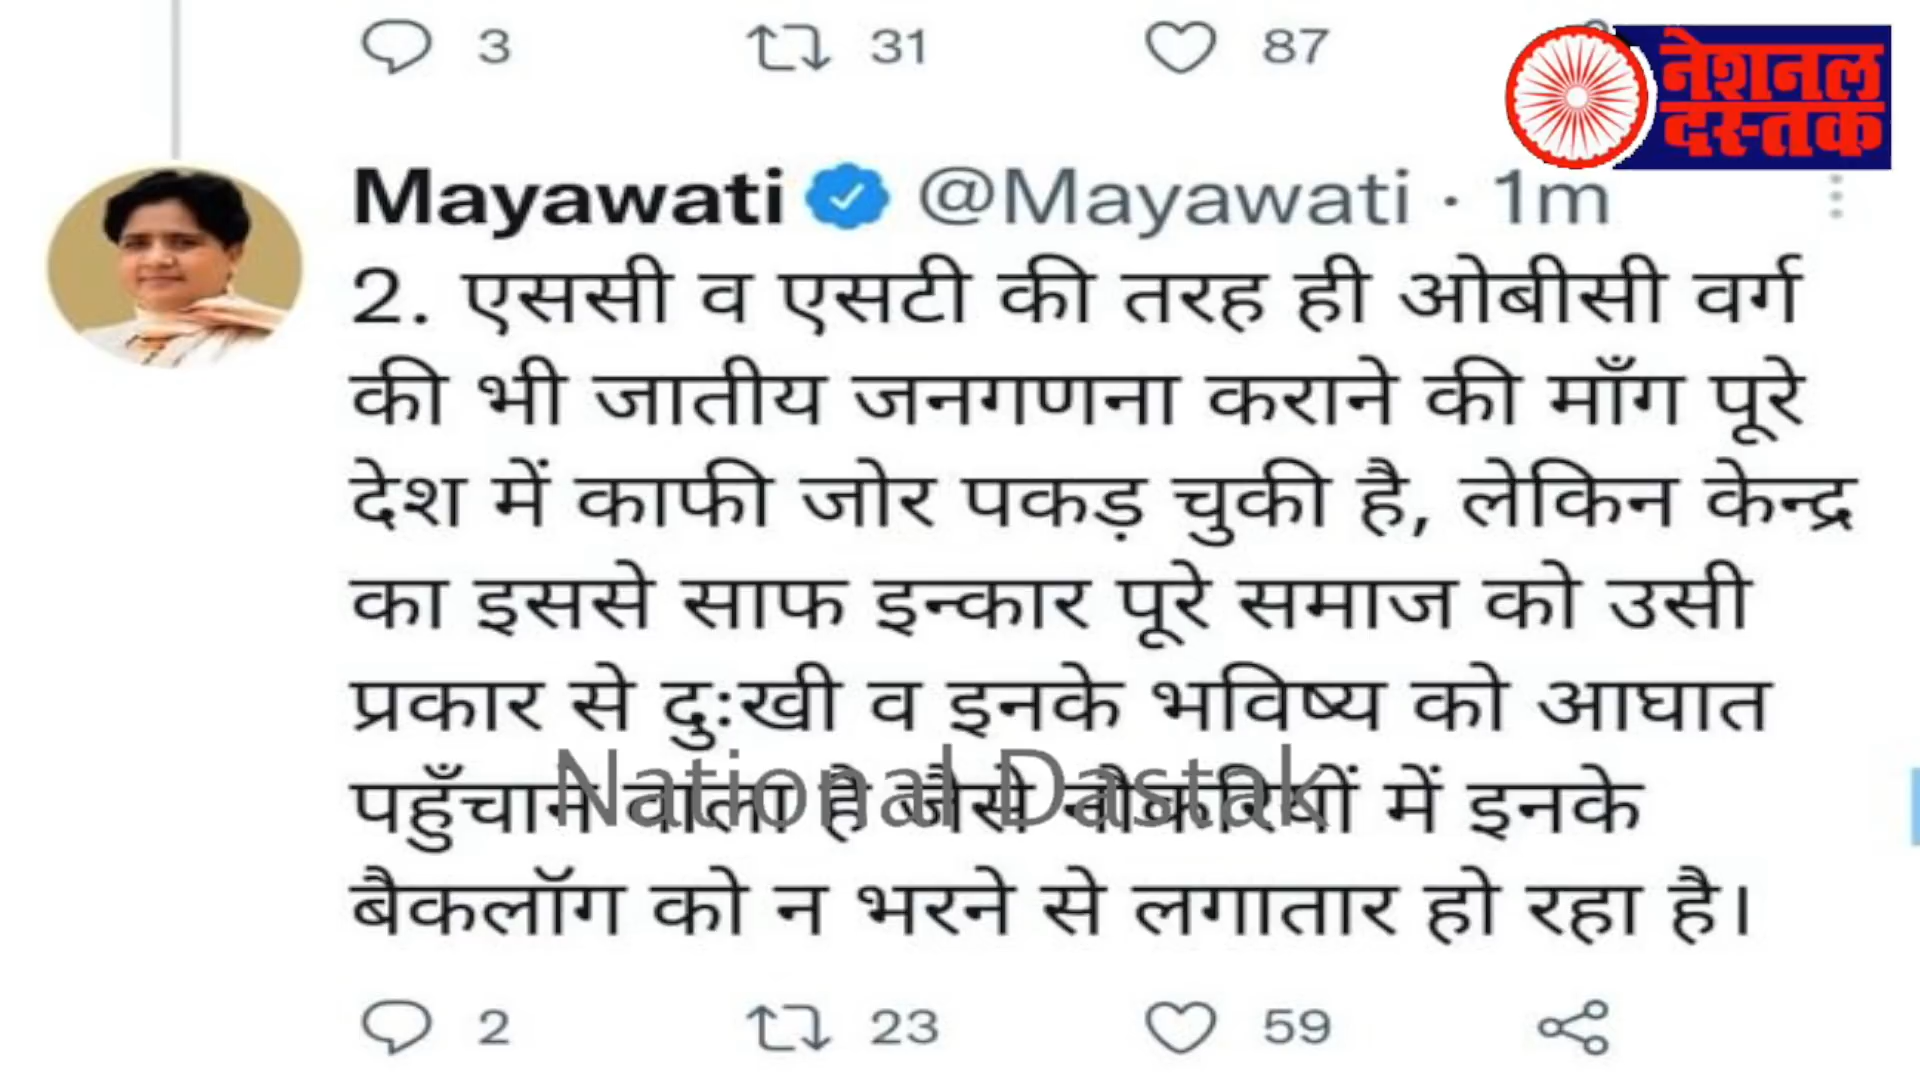 3 31 87
नेशनल
दस्तक
Mayawati @Mayawati · 1m
2. एससी व एसटी की तरह ही ओबीसी वर्ग
की भी जातीय जनगणना कराने की माँग पूरे
देश में काफी जोर पकड़ चुकी है, लेकिन केन्द्र
का इससे साफ इन्कार पूरे समाज को उसी
प्रकार से दुःखी व इनके भविष्य को आघात
पहुँचाने वाला है जैसे नौकरियों में इनके
National Dastak
बैकलॉग को न भरने से लगातार हो रहा है।
2 23 59